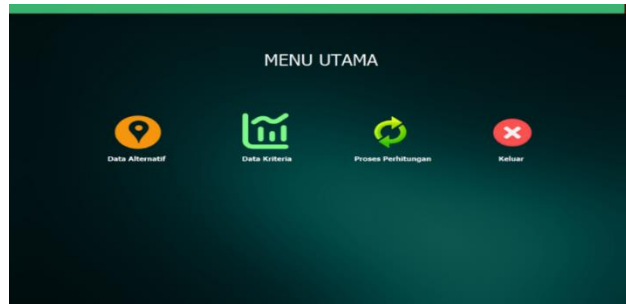 MENU UTAMA
Data Alternatif
Data Kriteria
Proses Perhitungan
Keluar